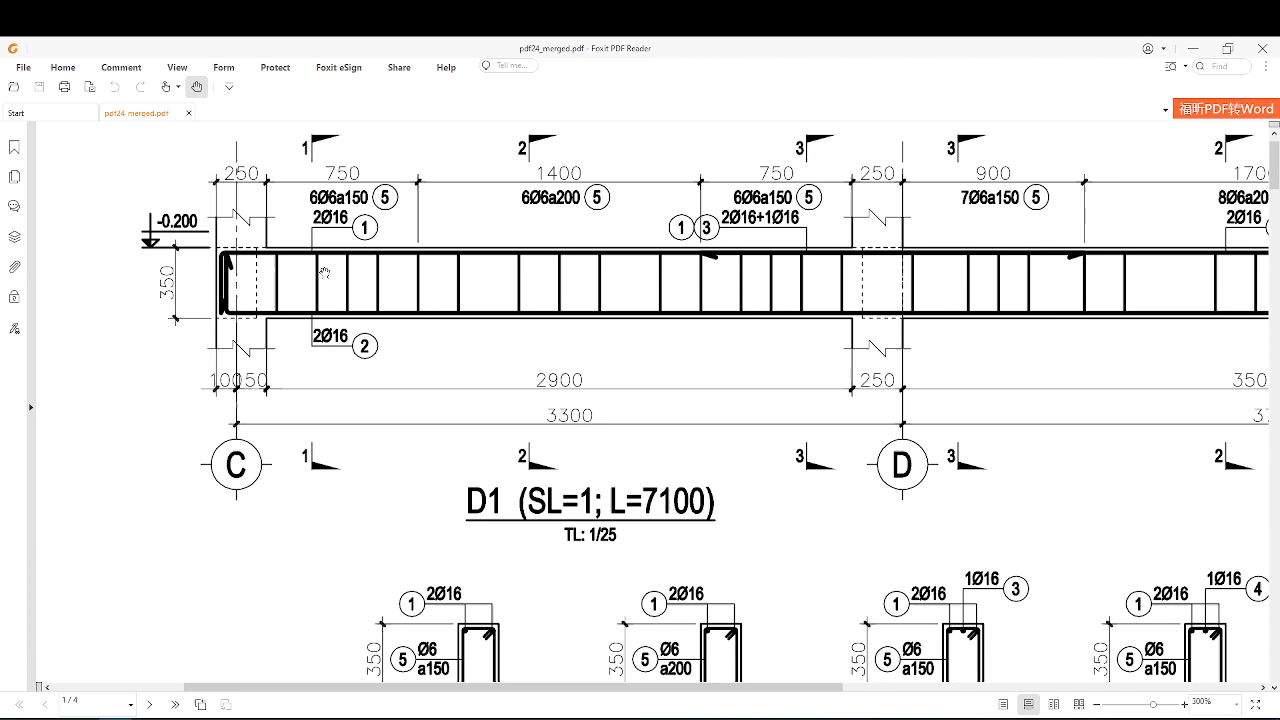 pdf24_merged.pdf - Foxit PDF Reader
File Home Comment View Form Protect Foxit eSign Share Help Tell me... Find
Start pdf24_merged.pdf
福昕PDF转Word
1 2 3 3 2
250 750 1400 750 250 900
6Ø6a150 5 6Ø6a200 5 6Ø6a150 5 7Ø6a150 5 8Ø6a20
-0.200 2Ø16 1 1 3 2Ø16+1Ø16 2Ø16
350
2Ø16 2
10050 2900 250 350
3300
1 2 3 3 2
C D
D1 (SL=1; L=7100)
TL: 1/25
1 2Ø16 1 2Ø16 1 2Ø16 1Ø16 3 1 2Ø16 1Ø16 4
350 5 Ø6 a150 350 5 Ø6 a200 350 5 Ø6 a150 350 5 Ø6 a150
1 / 4 300%